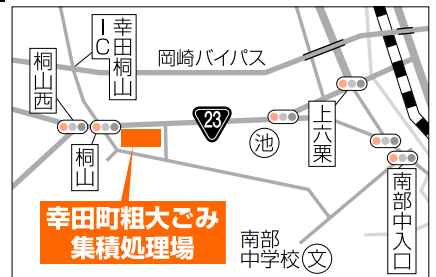 幸田桐山
IC
岡崎バイパス
桐山西
桐山
23
池
上六栗
幸田町粗大ごみ
集積処理場
南部
中学校
文
南部中入口